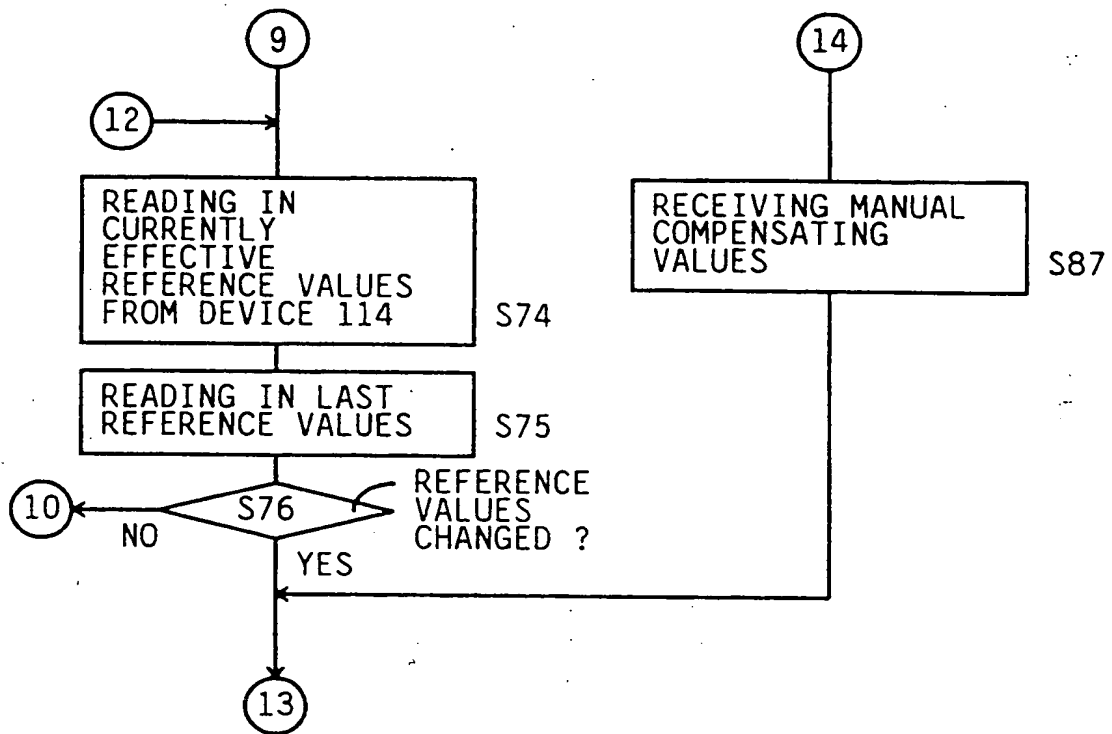 9
14
12
READING IN
CURRENTLY
EFFECTIVE
REFERENCE VALUES
FROM DEVICE 114
S74
RECEIVING MANUAL
COMPENSATING
VALUES
S87
READING IN LAST
REFERENCE VALUES
S75
10
NO
S76
REFERENCE
VALUES
CHANGED ?
YES
13